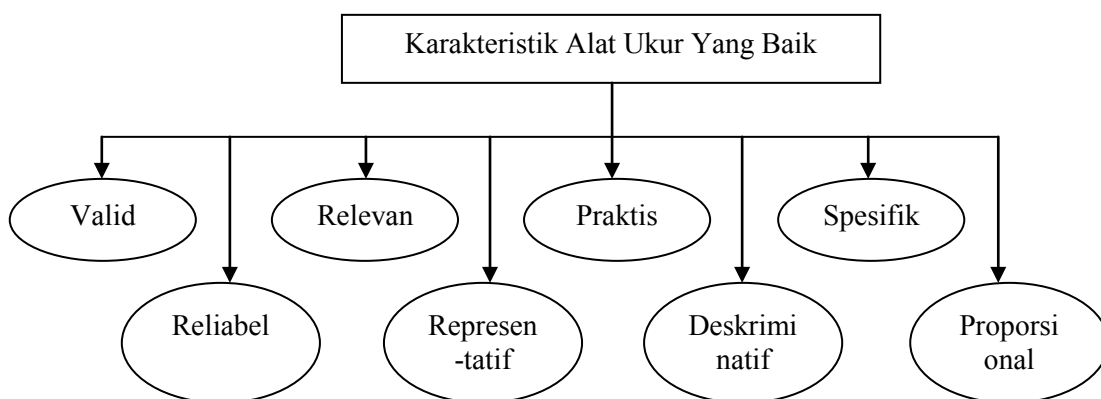 Karakteristik Alat Ukur Yang Baik
Valid
Relevan
Praktis
Spesifik
Reliabel
Represen
-tatif
Deskrimi
natif
Proporsi
onal